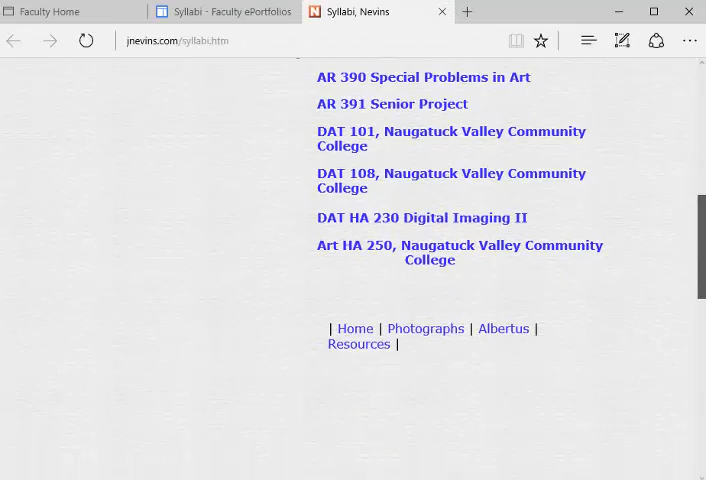 Faculty Home
Syllabi - Faculty ePortfolios
Syllabi, Nevins
jnevins.com/syllabi.htm
AR 390 Special Problems in Art
AR 391 Senior Project
DAT 101, Naugatuck Valley Community
College
DAT 108, Naugatuck Valley Community
College
DAT HA 230 Digital Imaging II
Art HA 250, Naugatuck Valley Community
College
| Home | Photographs | Albertus |
Resources |